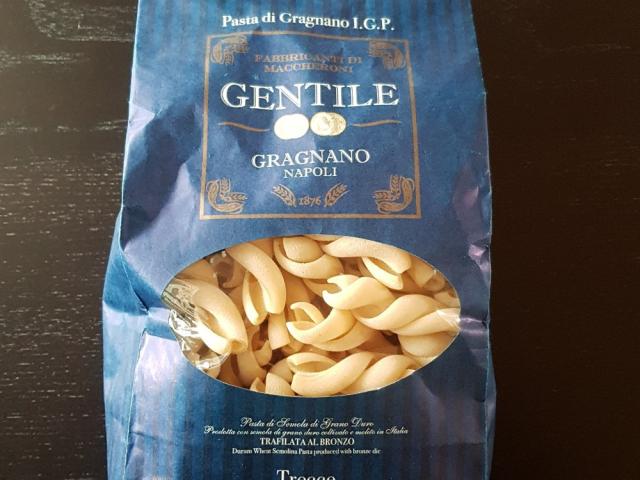 Pasta di Gragnano I.G.P.
FABBRICANTI DI
MACCHERONI
GENTILE
GRAGNANO
NAPOLI
1876
Pasta di Semola di Grano Duro
Prodotta con semola di grano duro coltivato e molito in Italia
TRAFILATA AL BRONZO
Durum Wheat Semolina Pasta produced with bronze die
Trecce